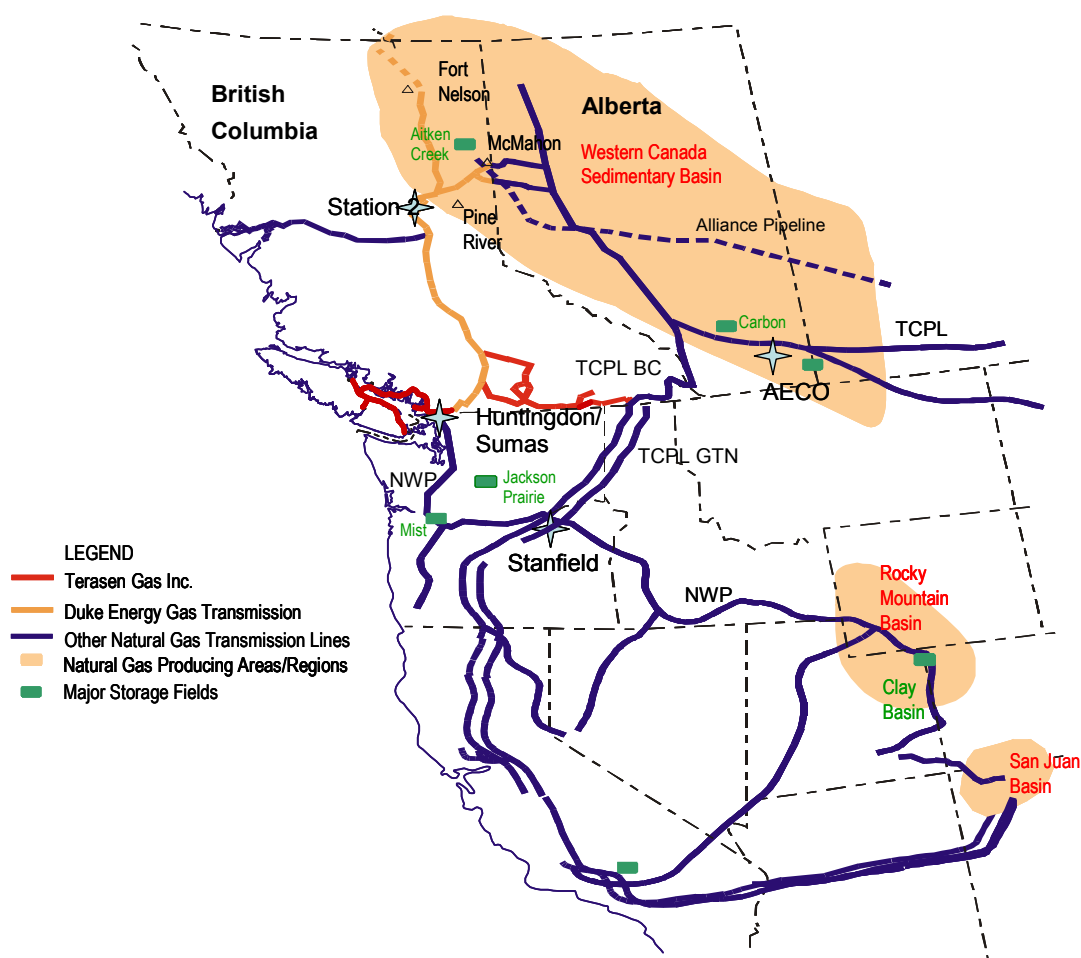 British
Columbia
Fort
Nelson
Alberta
Aitken
Creek
McMahon
Western Canada
Sedimentary Basin
Station 2
Pine
River
Alliance Pipeline
Carbon
TCPL
TCPL BC
AECO
Huntingdon/
Sumas
TCPL GTN
NWP
Jackson
Prairie
Mist
Stanfield
LEGEND
Terasen Gas Inc.
Duke Energy Gas Transmission
Other Natural Gas Transmission Lines
Natural Gas Producing Areas/Regions
Major Storage Fields
NWP
Rocky
Mountain
Basin
Clay
Basin
San Juan
Basin